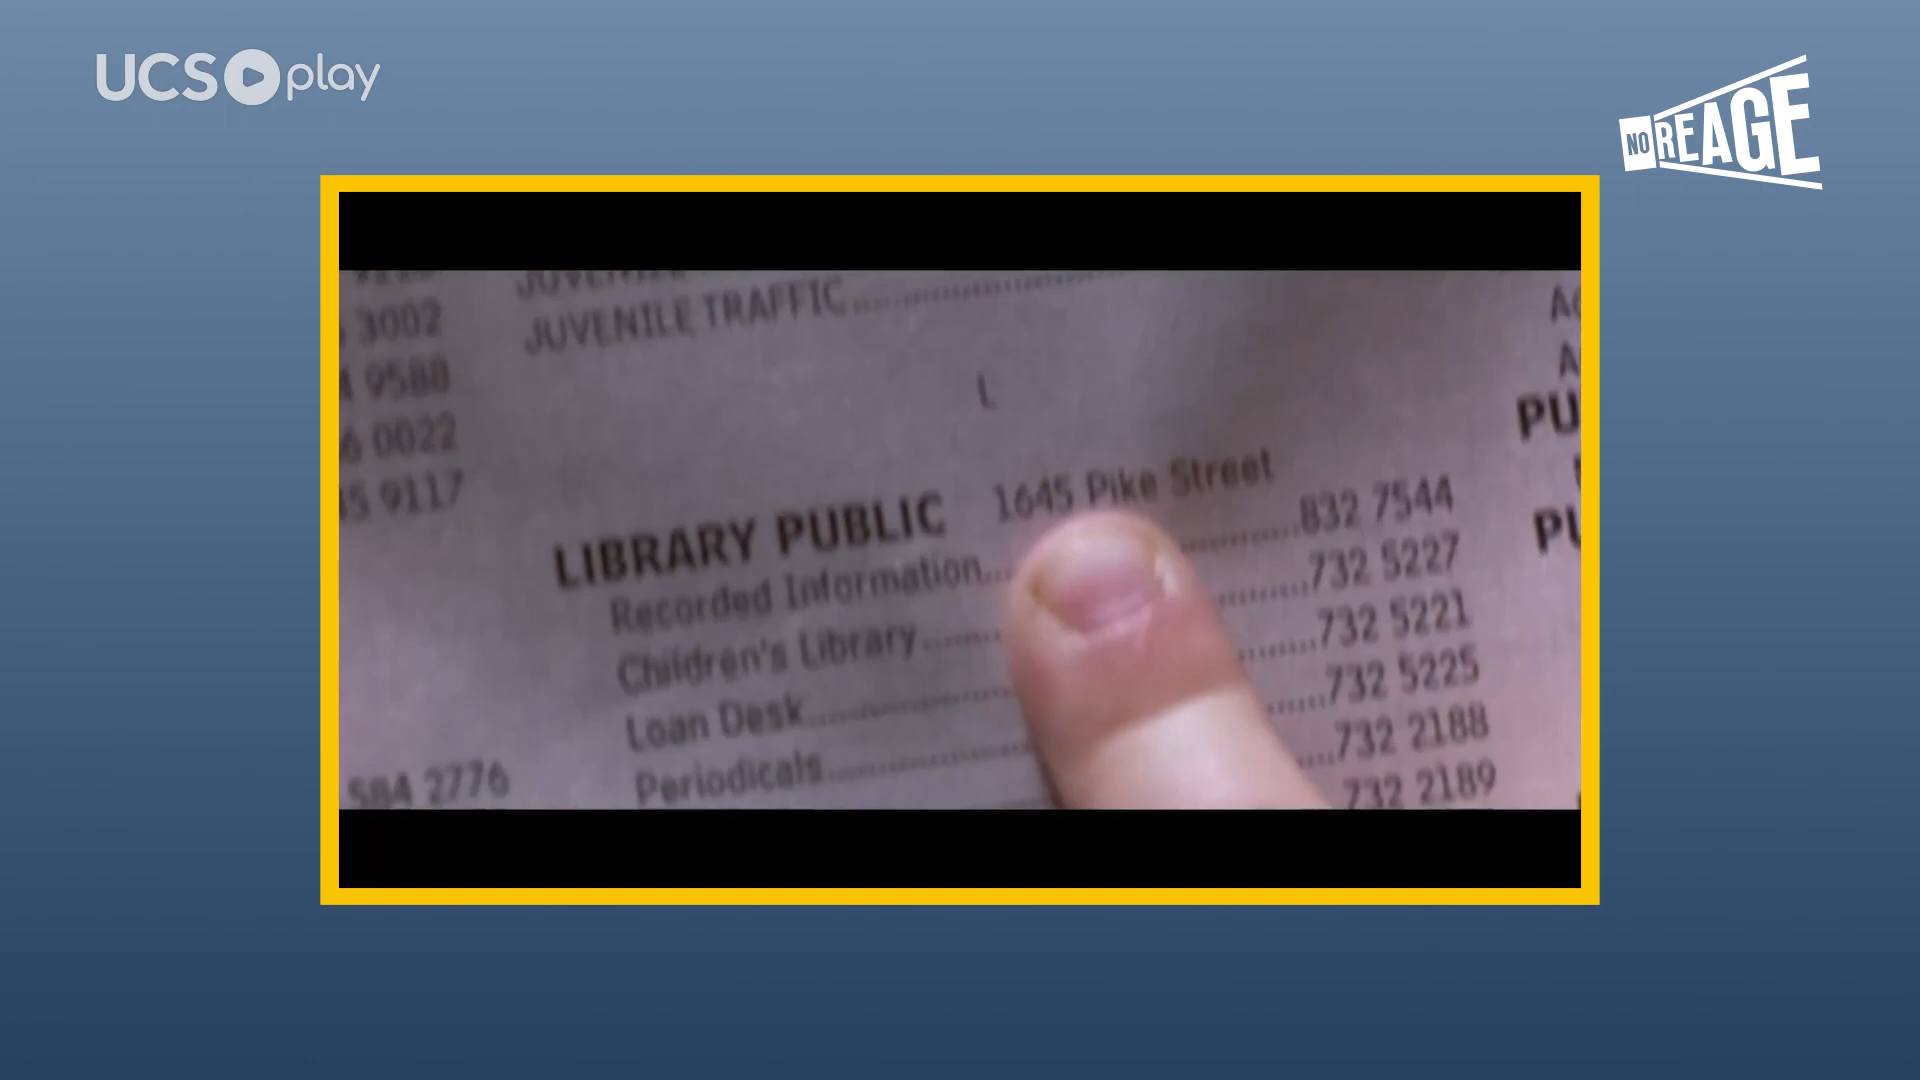 UCS play
NO REAGE
3002
9588
0022
9117
584 2776
JUVENILE TRAFFIC
L
LIBRARY PUBLIC 1645 Pike Street
Recorded Information 832 7544
Children's Library 732 5227
Loan Desk 732 5221
Periodicals 732 5225
732 2188
732 2189
PU